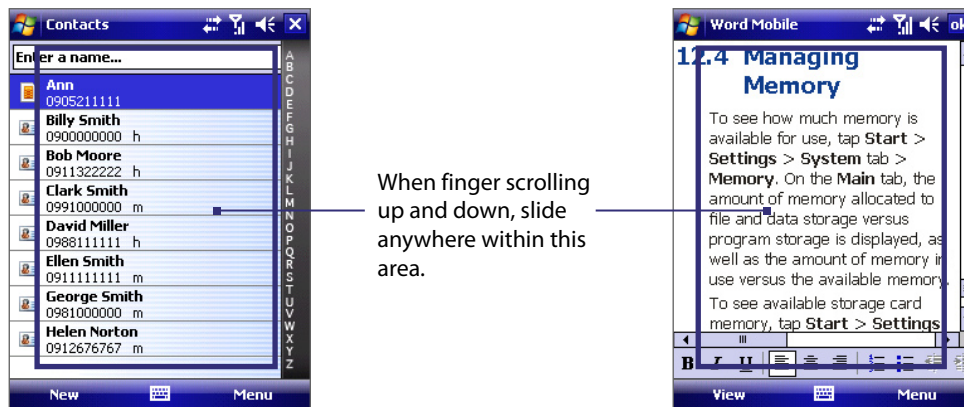 Contacts
Enter a name...
Ann
0905211111
Billy Smith
0900000000 h
Bob Moore
0911322222 h
Clark Smith
0991000000 m
David Miller
0988111111 h
Ellen Smith
0911111111 m
George Smith
0981000000 m
Helen Norton
0912676767 m
A
B
C
D
E
F
G
H
I
J
K
L
M
N
O
P
Q
R
S
T
U
V
W
X
Y
Z
New Menu
When finger scrolling
up and down, slide
anywhere within this
area.
Word Mobile ok
12.4 Managing
Memory
To see how much memory is
available for use, tap Start >
Settings > System tab >
Memory. On the Main tab, the
amount of memory allocated to
file and data storage versus
program storage is displayed, as
well as the amount of memory in
use versus the available memory.
To see available storage card
memory, tap Start > Settings
B I U
View Menu